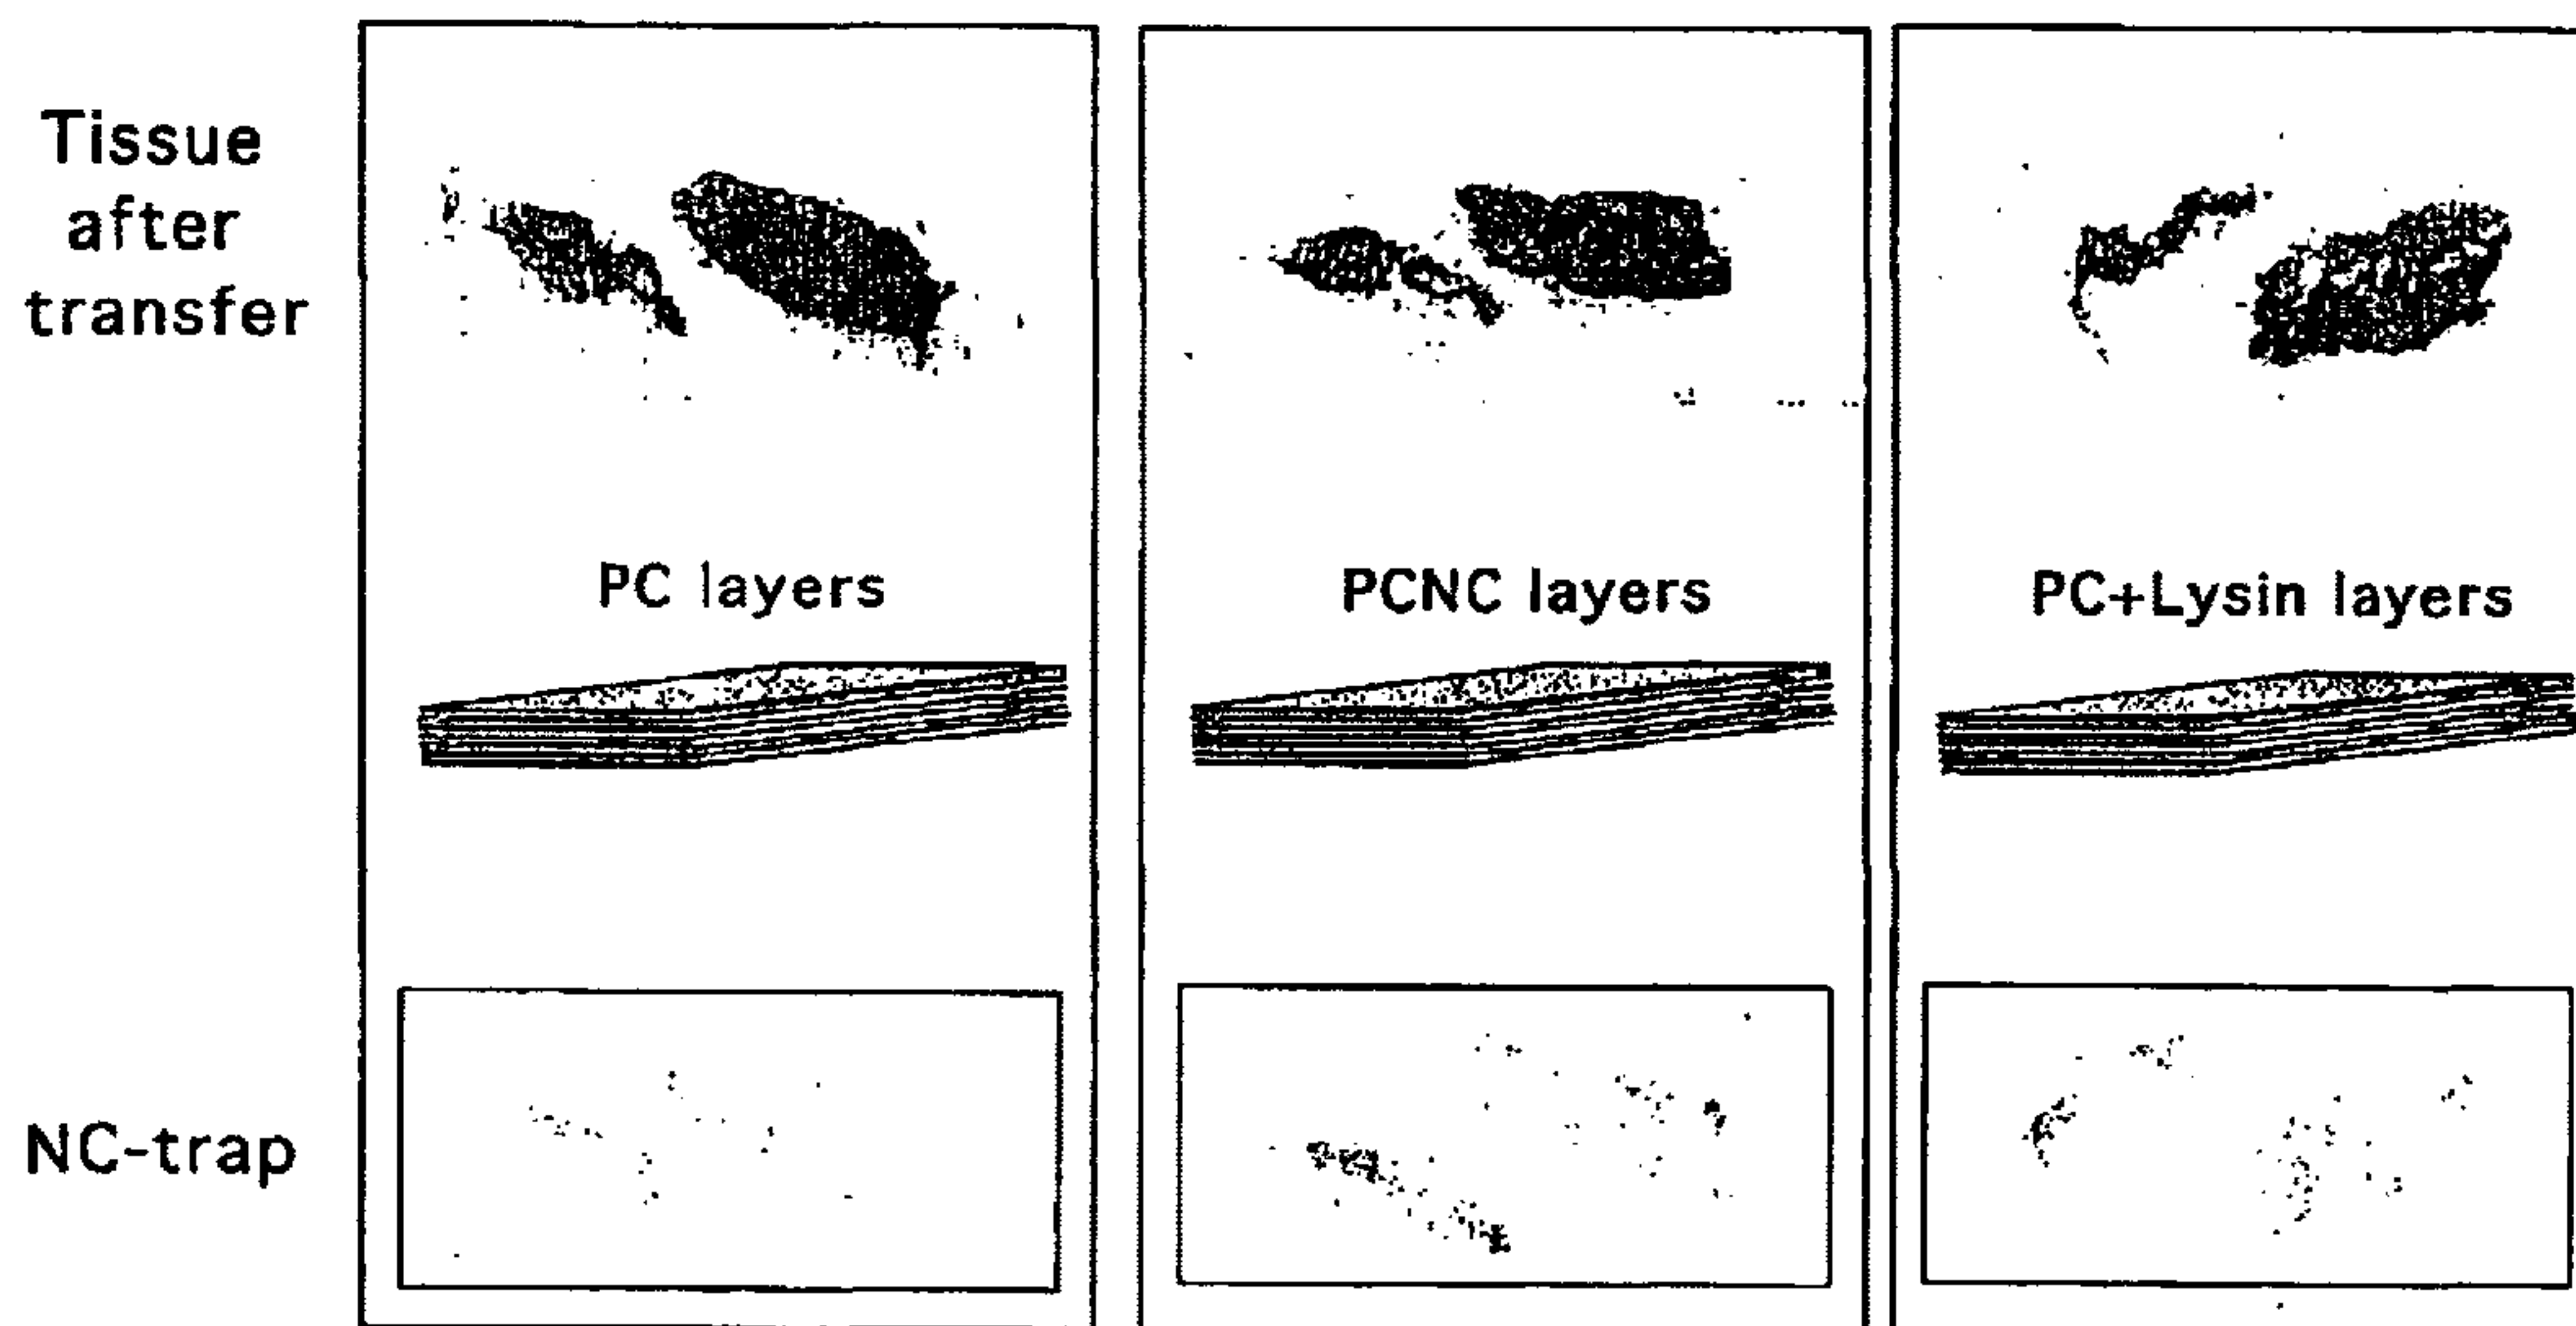 Tissue
after
transfer
PC layers
PCNC layers
PC+Lysin layers
NC-trap